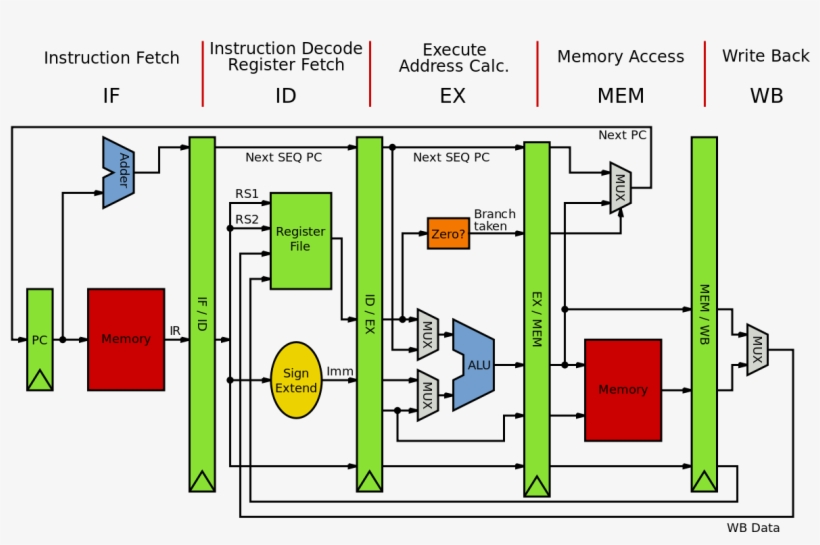 Instruction Fetch
Instruction Decode
Register Fetch
Execute
Address Calc.
Memory Access
Write Back
IF
ID
EX
MEM
WB
Next PC
Adder
Next SEQ PC
Next SEQ PC
MUX
RS1
RS2
Register
File
Branch
taken
Zero?
PC
Memory
IR
IF / ID
ID / EX
EX / MEM
MEM / WB
MUX
ALU
MUX
MUX
Sign
Extend
Imm
Memory
WB Data